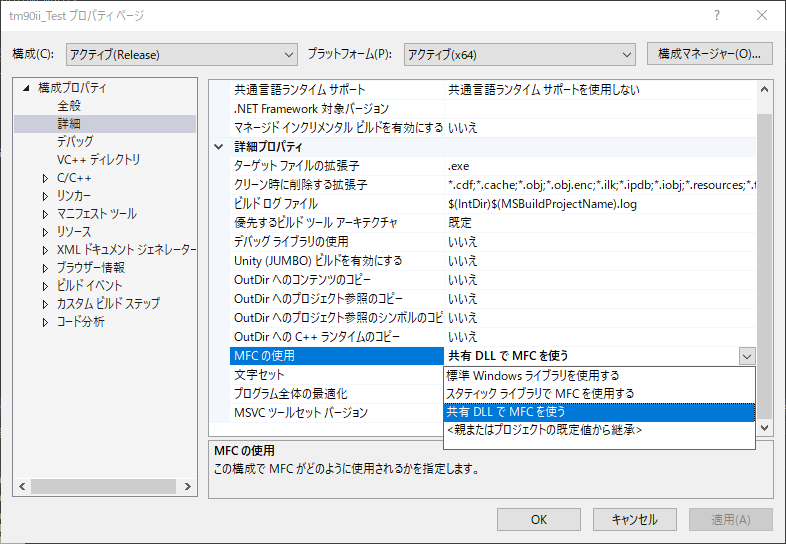 tm90ii_Test プロパティ ページ
構成(C): アクティブ(Release) プラットフォーム(P): アクティブ(x64) 構成マネージャー(O)...
構成プロパティ
全般
詳細
デバッグ
VC++ ディレクトリ
C/C++
リンカー
マニフェスト ツール
リソース
XML ドキュメント ジェネレーター
ブラウザー情報
ビルド イベント
カスタム ビルド ステップ
コード分析
共通言語ランタイム サポート 共通言語ランタイム サポートを使用しない
.NET Framework 対象バージョン
マネージド インクリメンタル ビルドを有効にする いいえ
詳細プロパティ
ターゲット ファイルの拡張子 .exe
クリーン時に削除する拡張子 *.cdf;*.cache;*.obj;*.obj.enc;*.ilk;*.ipdb;*.iobj;*.resources;*.t
ビルド ログ ファイル $(IntDir)$(MSBuildProjectName).log
優先するビルド ツール アーキテクチャ 既定
デバッグ ライブラリの使用 いいえ
Unity (JUMBO) ビルドを有効にする いいえ
OutDir へのコンテンツのコピー いいえ
OutDir へのプロジェクト参照のコピー いいえ
OutDir へのプロジェクト参照のシンボルのコピ いいえ
OutDir への C++ ランタイムのコピー いいえ
MFC の使用 共有 DLL で MFC を使う
文字セット
プログラム全体の最適化
MSVC ツールセット バージョン
標準 Windows ライブラリを使用する
スタティック ライブラリで MFC を使用する
共有 DLL で MFC を使う
<親またはプロジェクトの既定値から継承>
MFC の使用
この構成で MFC がどのように使用されるかを指定します。
OK キャンセル 適用(A)